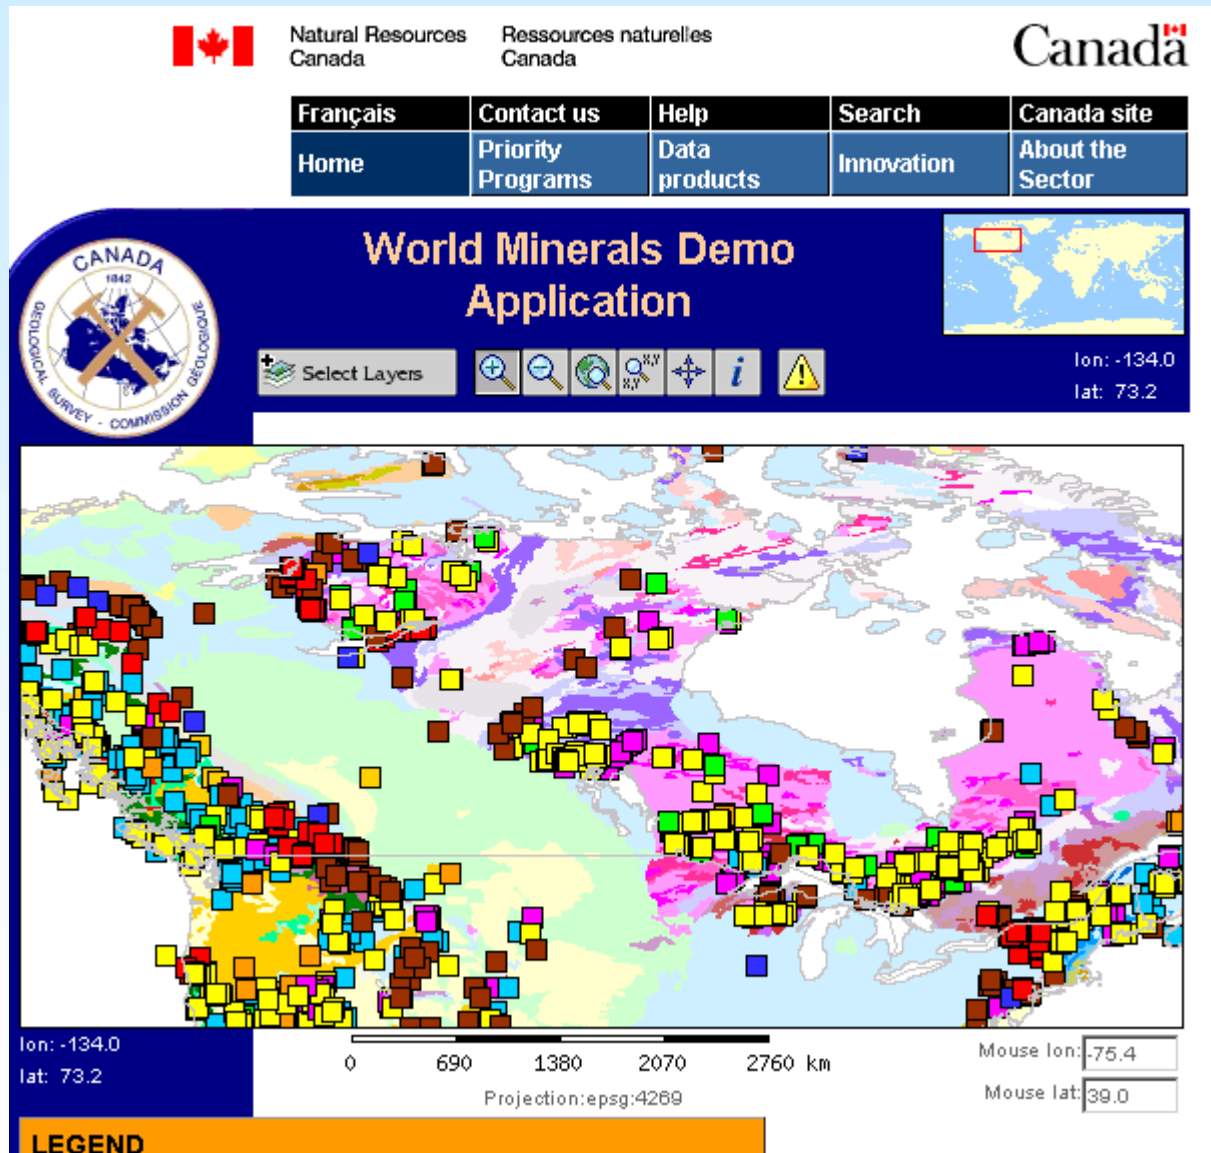 Natural Resources
Canada
Ressources naturelles
Canada
Canada
Français
Contact us
Help
Search
Canada site
Home
Priority
Programs
Data
products
Innovation
About the
Sector
CANADA
1842
GEOLOGICAL SURVEY - COMMISSION GÉOLOGIQUE
World Minerals Demo
Application
Select Layers
x,y
x,y
i
lon: -134.0
lat: 73.2
lon: -134.0
lat: 73.2
0 690 1380 2070 2760 km
Projection:epsg:4269
Mouse lon: -75.4
Mouse lat: 39.0
LEGEND